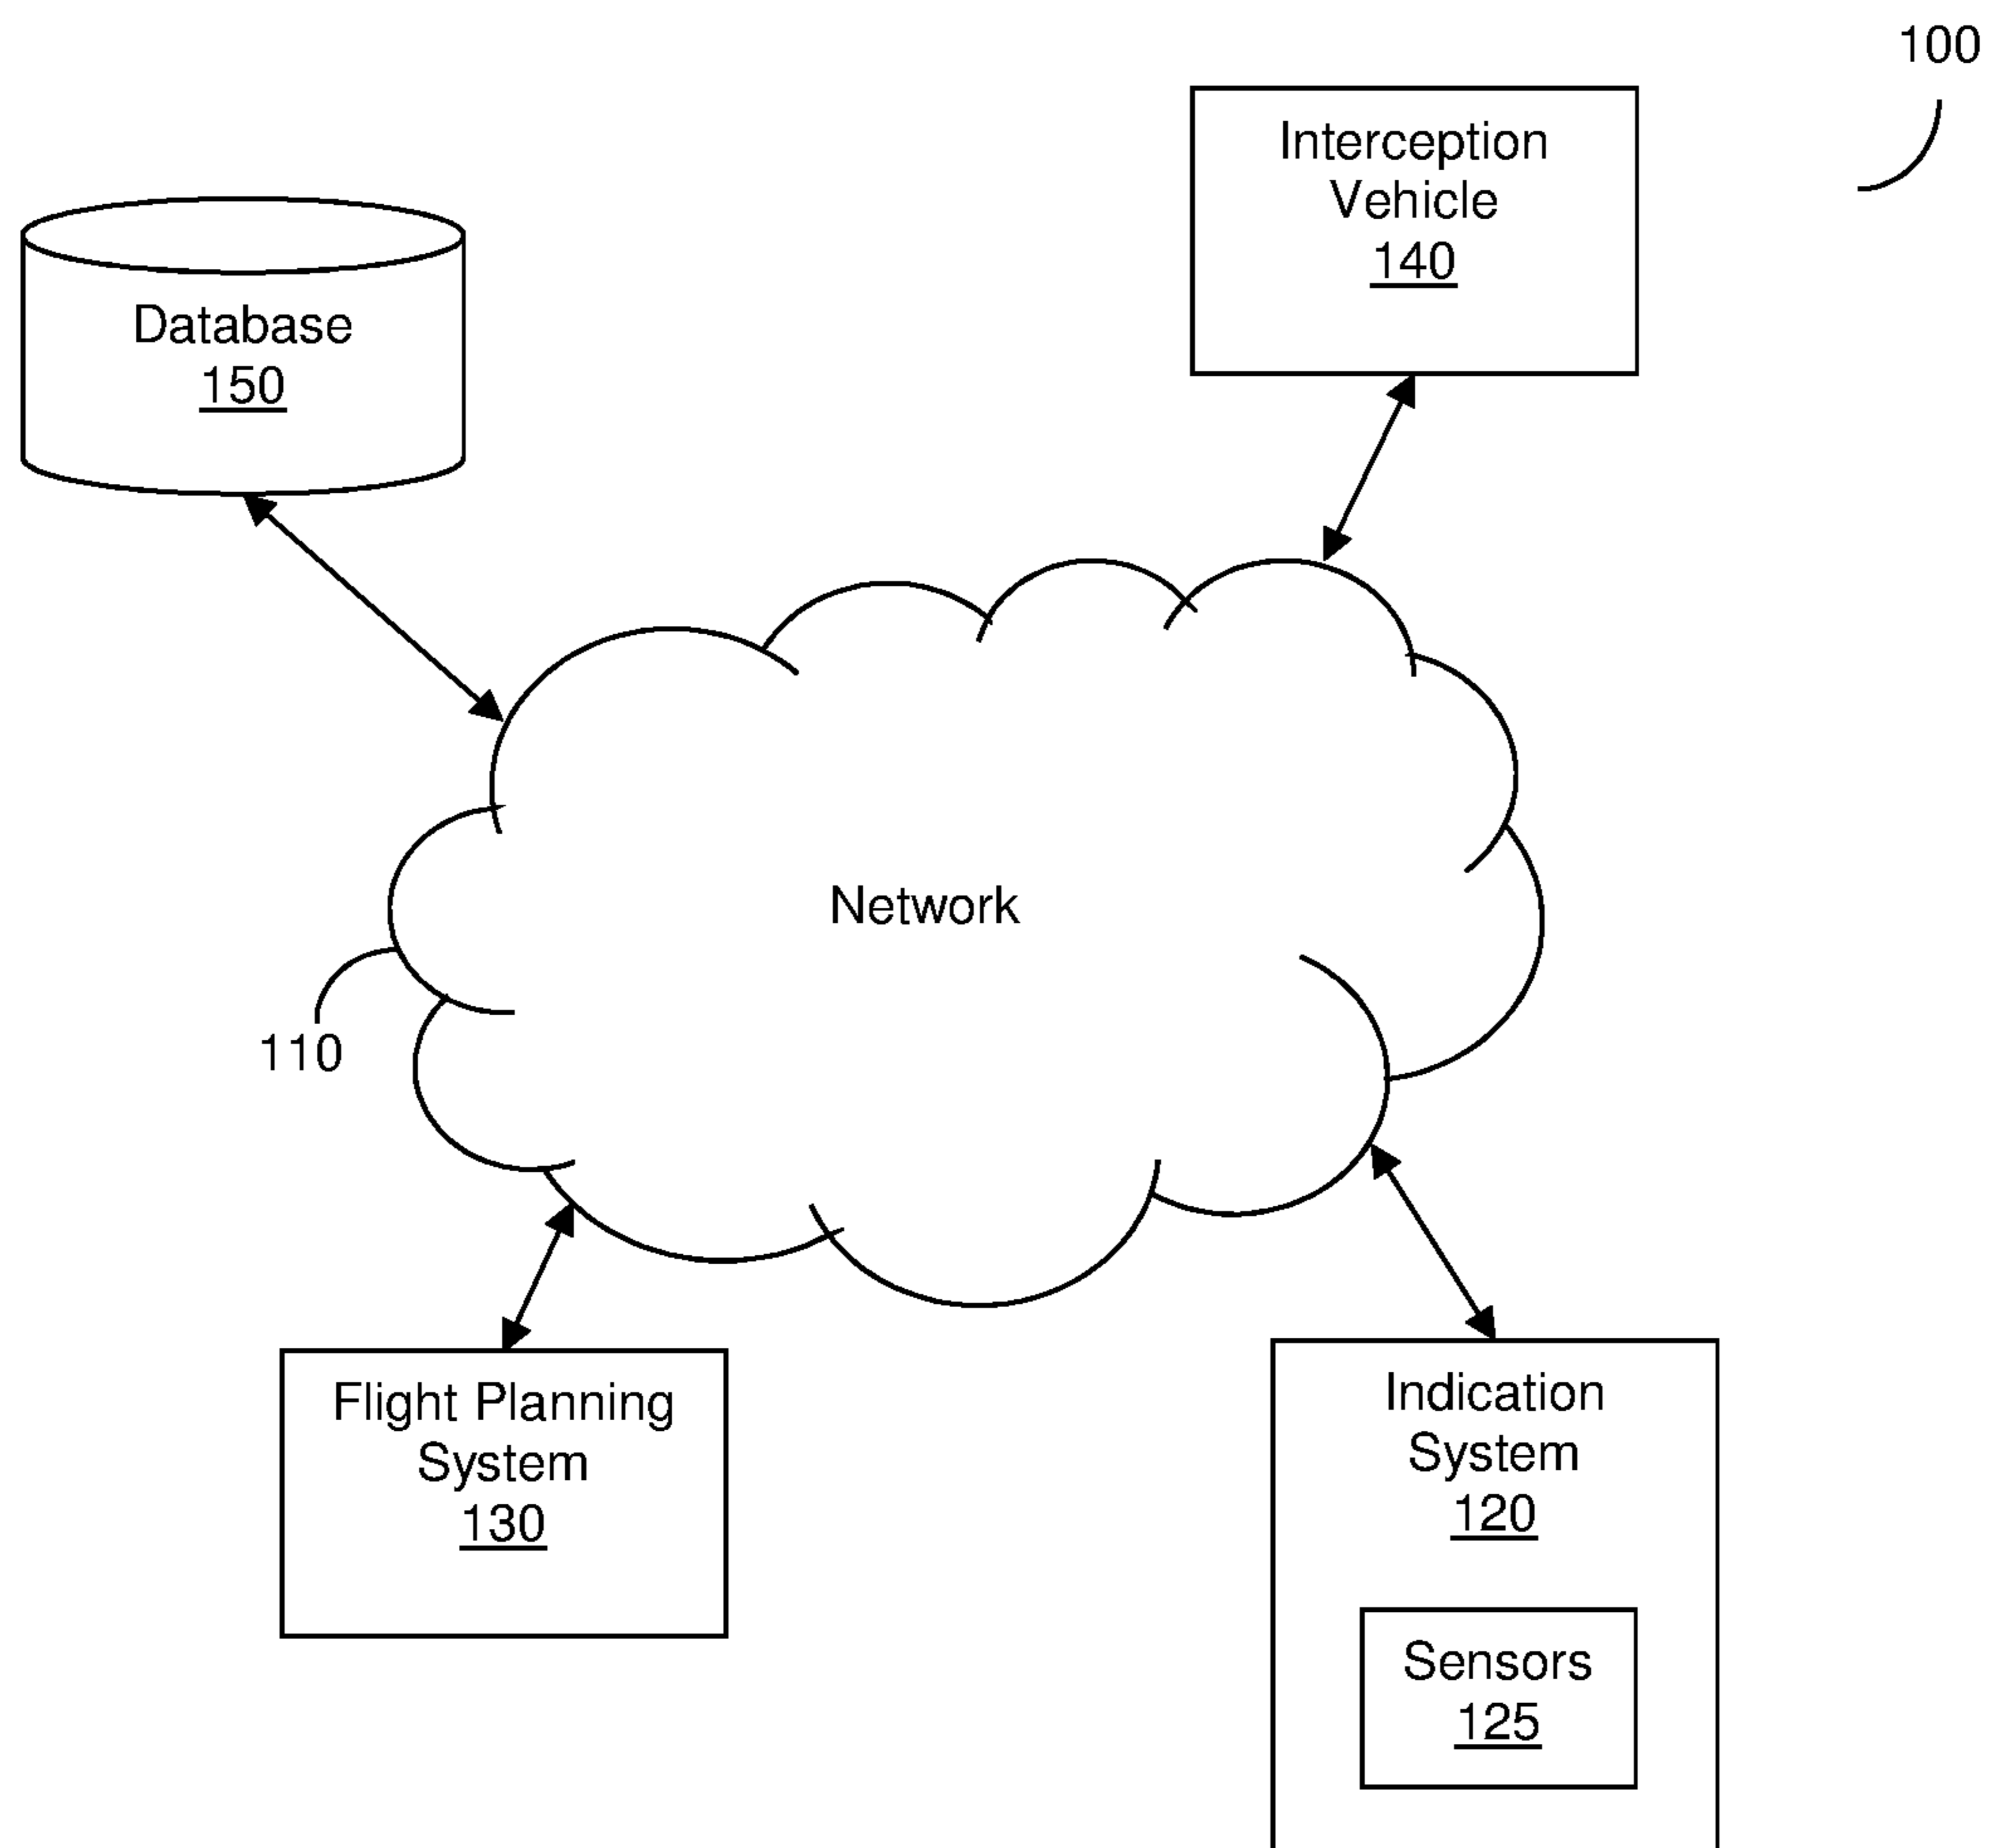 100
Interception
Vehicle
140
Database
150
Network
110
Flight Planning
System
130
Indication
System
120
Sensors
125